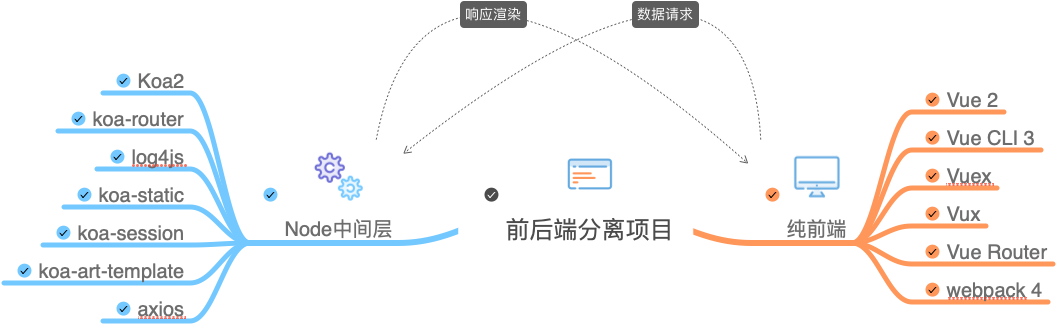 响应渲染
数据请求
Koa2
koa-router
log4js
koa-static
koa-session
koa-art-template
axios
Node中间层
前后端分离项目
纯前端
Vue 2
Vue CLI 3
Vuex
Vux
Vue Router
webpack 4